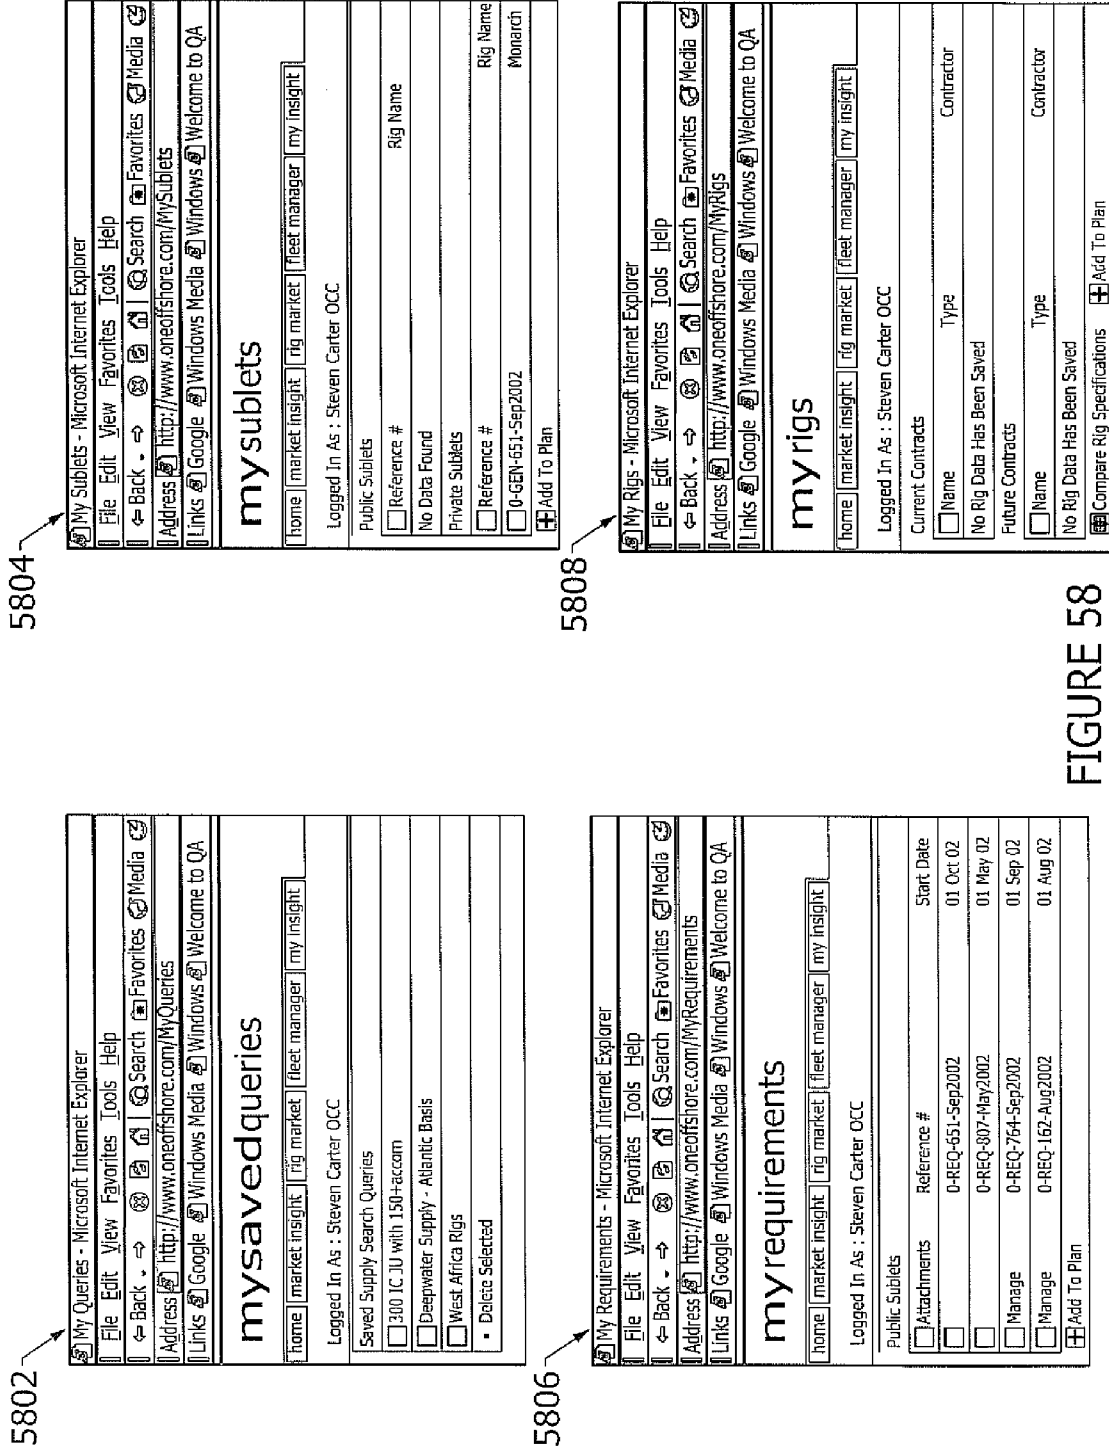 5802
My Queries - Microsoft Internet Explorer
File Edit View Favorites Tools Help
Back Search Favorites Media
Address http://www.oneoffshore.com/MyQueries
Links Google Windows Media Windows Welcome to QA
mysavedqueries
home market insight rig market fleet manager my insight
Logged In As : Steven Carter OCC
Saved Supply Search Queries
300 IC JU with 150+accom
Deepwater Supply - Atlantic Basis
West Africa Rigs
• Delete Selected
5804
My Sublets - Microsoft Internet Explorer
File Edit View Favorites Tools Help
Back Search Favorites Media
Address http://www.oneoffshore.com/MySublets
Links Google Windows Media Windows Welcome to QA
mysublets
home market insight rig market fleet manager my insight
Logged In As : Steven Carter OCC
Public Sublets
Reference # Rig Name
No Data Found
Private Sublets
Reference # Rig Name
0-GEN-651-Sep2002 Monarch
Add To Plan
5806
My Requirements - Microsoft Internet Explorer
File Edit View Favorites Tools Help
Back Search Favorites Media
Address http://www.oneoffshore.com/MyRequirements
Links Google Windows Media Windows Welcome to QA
myrequirements
home market insight rig market fleet manager my insight
Logged In As : Steven Carter OCC
Public Sublets
Attachments Reference # Start Date
0-REQ-651-Sep2002 01 Oct 02
0-REQ-807-May2002 01 May 02
Manage 0-REQ-764-Sep2002 01 Sep 02
Manage 0-REQ-162-Aug2002 01 Aug 02
Add To Plan
5808
My Rigs - Microsoft Internet Explorer
File Edit View Favorites Tools Help
Back Search Favorites Media
Address http://www.oneoffshore.com/MyRigs
Links Google Windows Media Windows Welcome to QA
myrigs
home market insight rig market fleet manager my insight
Logged In As : Steven Carter OCC
Current Contracts
Name Type Contractor
No Rig Data Has Been Saved
Future Contracts
Name Type Contractor
No Rig Data Has Been Saved
Compare Rig Specifications Add To Plan
FIGURE 58